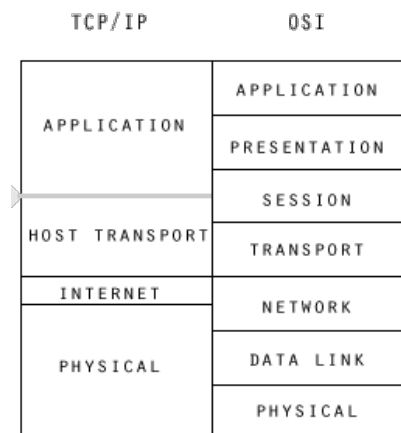 TCP/IP OSI
APPLICATION
PRESENTATION
APPLICATION
SESSION
HOST TRANSPORT
TRANSPORT
INTERNET
NETWORK
PHYSICAL
DATA LINK
PHYSICAL